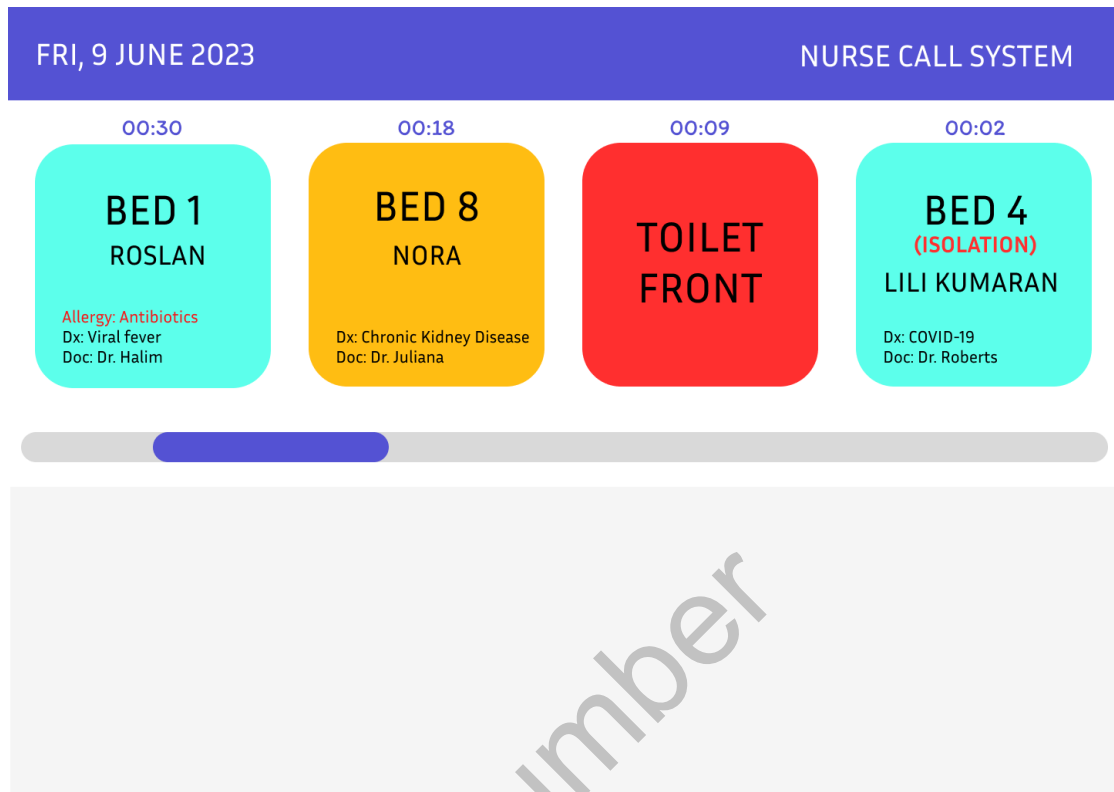 FRI, 9 JUNE 2023
NURSE CALL SYSTEM
00:30
BED 1
ROSLAN
Allergy: Antibiotics
Dx: Viral fever
Doc: Dr. Halim
00:18
BED 8
NORA
Dx: Chronic Kidney Disease
Doc: Dr. Juliana
00:09
TOILET
FRONT
00:02
BED 4
(ISOLATION)
LILI KUMARAN
Dx: COVID-19
Doc: Dr. Roberts